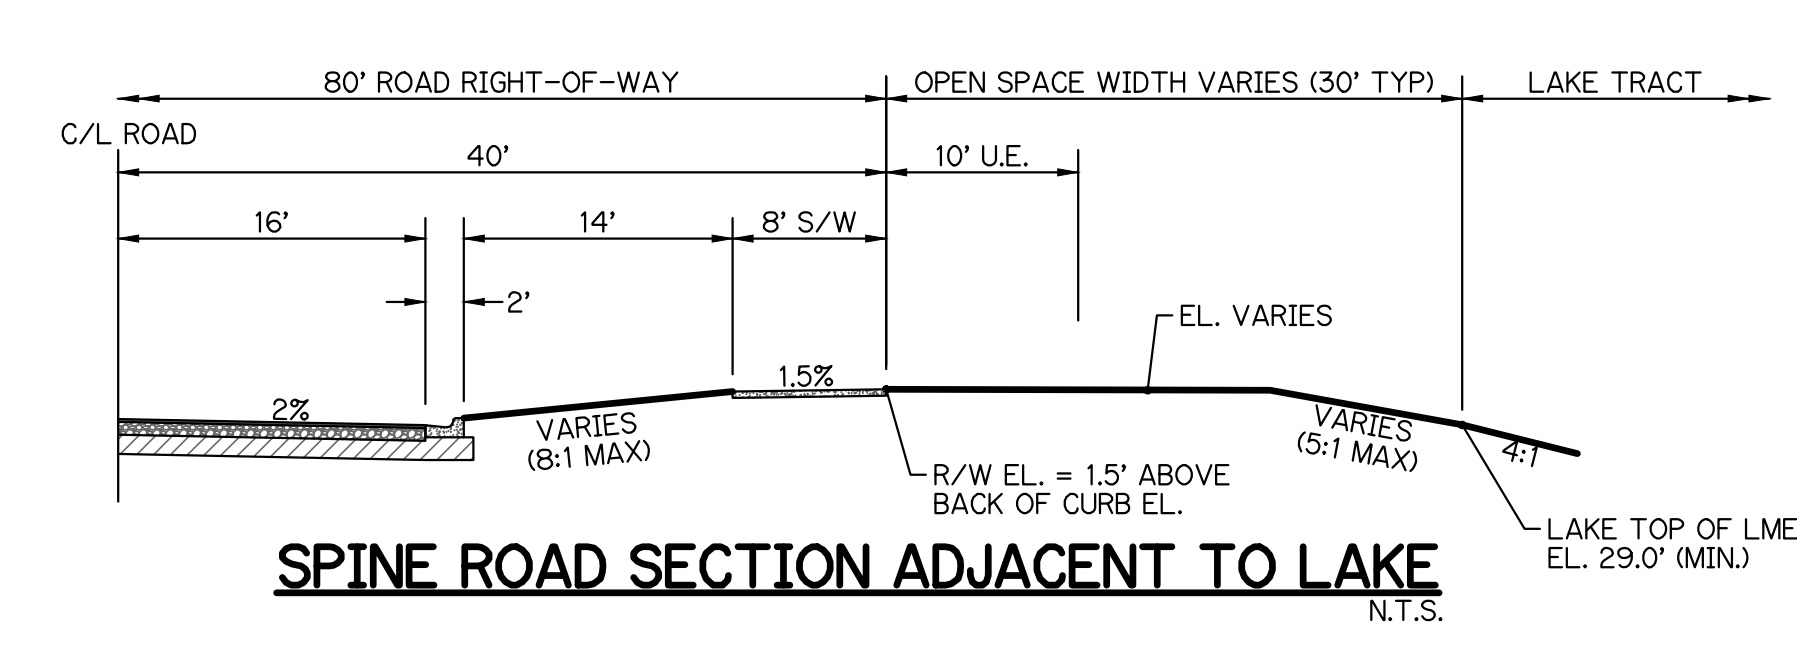 80' ROAD RIGHT-OF-WAY
OPEN SPACE WIDTH VARIES (30' TYP)
LAKE TRACT
C/L ROAD
40'
10' U.E.
16'
14'
8' S/W
2'
EL. VARIES
1.5%
2%
VARIES
(8:1 MAX)
VARIES
(5:1 MAX)
4:1
R/W EL. = 1.5' ABOVE
BACK OF CURB EL.
LAKE TOP OF LME
EL. 29.0' (MIN.)
SPINE ROAD SECTION ADJACENT TO LAKE
N.T.S.